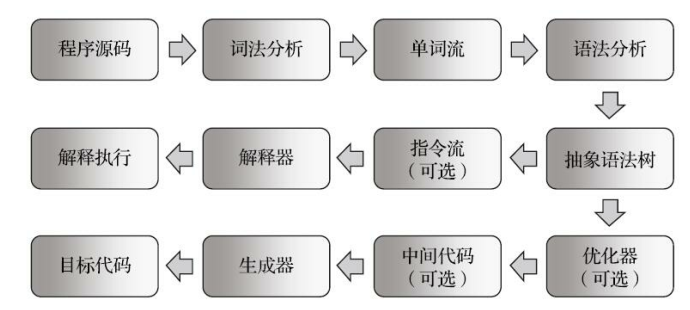 程序源码
词法分析
单词流
语法分析
解释执行
解释器
指令流
（可选）
抽象语法树
目标代码
生成器
中间代码
（可选）
优化器
（可选）